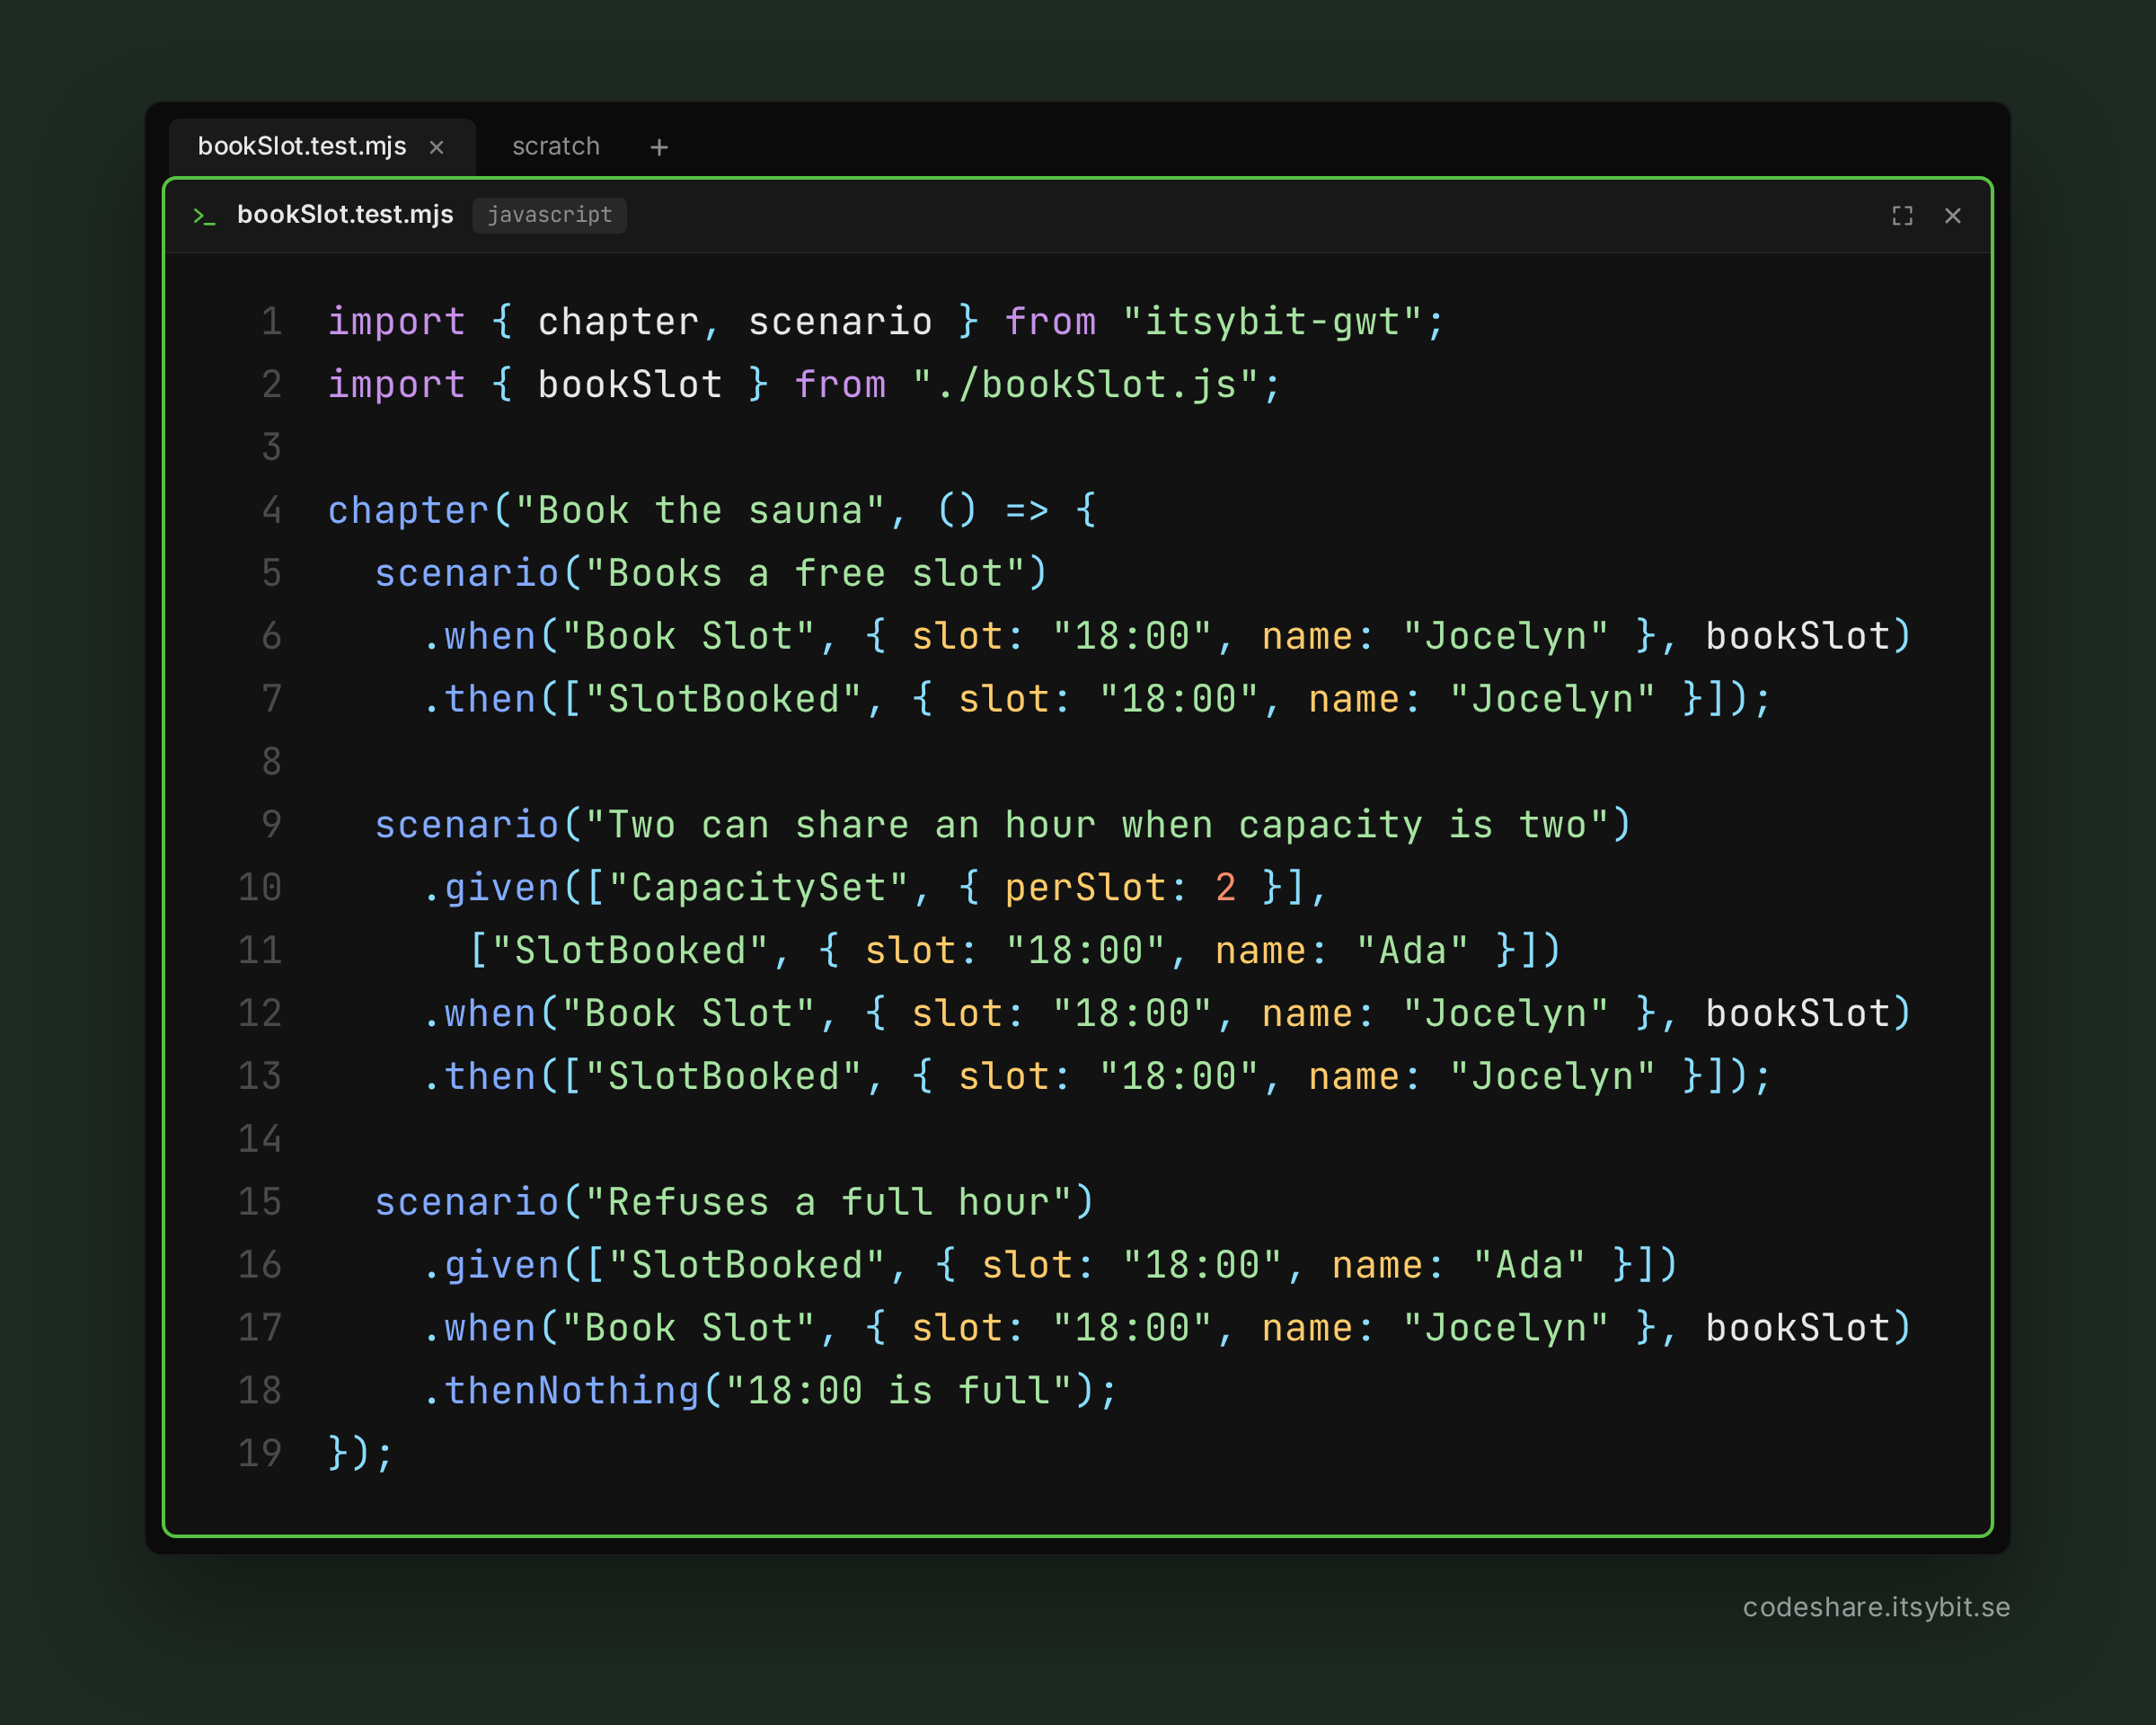 bookSlot.test.mjs × scratch +
>_ bookSlot.test.mjs javascript
1 import { chapter, scenario } from "itsybit-gwt";
2 import { bookSlot } from "./bookSlot.js";
3
4 chapter("Book the sauna", () => {
5   scenario("Books a free slot")
6     .when("Book Slot", { slot: "18:00", name: "Jocelyn" }, bookSlot)
7     .then(["SlotBooked", { slot: "18:00", name: "Jocelyn" }]);
8
9   scenario("Two can share an hour when capacity is two")
10     .given(["CapacitySet", { perSlot: 2 }],
11       ["SlotBooked", { slot: "18:00", name: "Ada" }])
12     .when("Book Slot", { slot: "18:00", name: "Jocelyn" }, bookSlot)
13     .then(["SlotBooked", { slot: "18:00", name: "Jocelyn" }]);
14
15   scenario("Refuses a full hour")
16     .given(["SlotBooked", { slot: "18:00", name: "Ada" }])
17     .when("Book Slot", { slot: "18:00", name: "Jocelyn" }, bookSlot)
18     .thenNothing("18:00 is full");
19 });
codeshare.itsybit.se